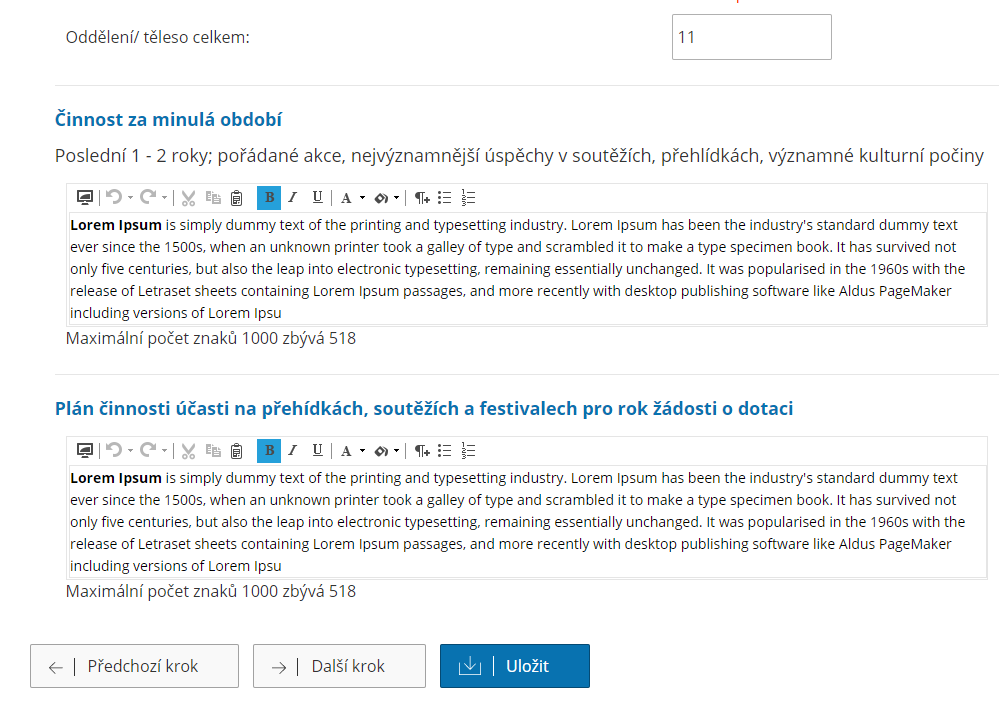 Oddělení/ těleso celkem:
11
Činnost za minulá období
Poslední 1 - 2 roky; pořádané akce, nejvýznamnější úspěchy v soutěžích, přehlídkách, významné kulturní počiny
B I U A
Lorem Ipsum is simply dummy text of the printing and typesetting industry. Lorem Ipsum has been the industry's standard dummy text
ever since the 1500s, when an unknown printer took a galley of type and scrambled it to make a type specimen book. It has survived not
only five centuries, but also the leap into electronic typesetting, remaining essentially unchanged. It was popularised in the 1960s with the
release of Letraset sheets containing Lorem Ipsum passages, and more recently with desktop publishing software like Aldus PageMaker
including versions of Lorem Ipsu
Maximální počet znaků 1000 zbývá 518
Plán činnosti účasti na přehídkách, soutěžích a festivalech pro rok žádosti o dotaci
B I U A
Lorem Ipsum is simply dummy text of the printing and typesetting industry. Lorem Ipsum has been the industry's standard dummy text
ever since the 1500s, when an unknown printer took a galley of type and scrambled it to make a type specimen book. It has survived not
only five centuries, but also the leap into electronic typesetting, remaining essentially unchanged. It was popularised in the 1960s with the
release of Letraset sheets containing Lorem Ipsum passages, and more recently with desktop publishing software like Aldus PageMaker
including versions of Lorem Ipsu
Maximální počet znaků 1000 zbývá 518
Předchozí krok
Další krok
Uložit